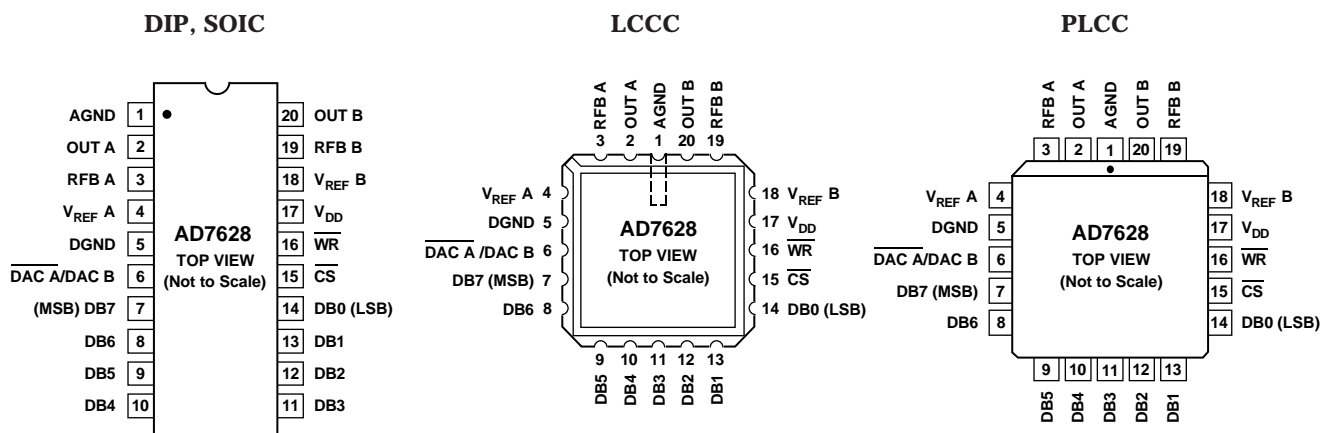 DIP, SOIC
AGND 1
OUT A 2
RFB A 3
VREF A 4
DGND 5
DAC A/DAC B 6
(MSB) DB7 7
DB6 8
DB5 9
DB4 10
AD7628
TOP VIEW
(Not to Scale)
20 OUT B
19 RFB B
18 VREF B
17 VDD
16 WR
15 CS
14 DB0 (LSB)
13 DB1
12 DB2
11 DB3
LCCC
RFB A
OUT A
AGND
OUT B
RFB B
3 2 1 20 19
VREF A 4
DGND 5
DAC A /DAC B 6
DB7 (MSB) 7
DB6 8
AD7628
TOP VIEW
(Not to Scale)
18 VREF B
17 VDD
16 WR
15 CS
14 DB0 (LSB)
9 10 11 12 13
DB5
DB4
DB3
DB2
DB1
PLCC
RFB A
OUT A
AGND
OUT B
RFB B
3 2 1 20 19
VREF A 4
DGND 5
DAC A/DAC B 6
DB7 (MSB) 7
DB6 8
AD7628
TOP VIEW
(Not to Scale)
18 VREF B
17 VDD
16 WR
15 CS
14 DB0 (LSB)
9 10 11 12 13
DB5
DB4
DB3
DB2
DB1